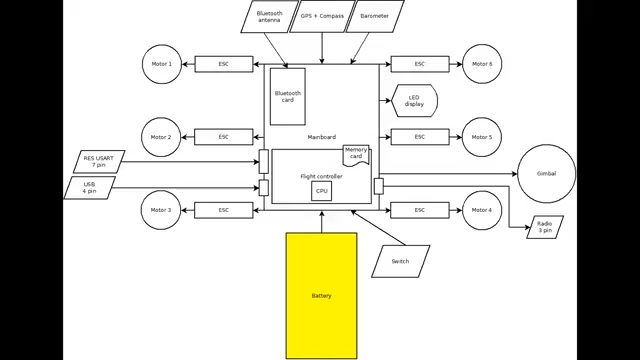 Bluetooth
antenna
GPS + Compass
Barometer
Motor 1
ESC
ESC
Motor 6
Bluetooth
card
LED
display
Motor 2
ESC
Mainboard
ESC
Motor 5
Memory
card
RES USART
7 pin
Flight controller
Gimbal
USB
4 pin
CPU
Motor 3
ESC
ESC
Motor 4
Radio
3 pin
Switch
Battery